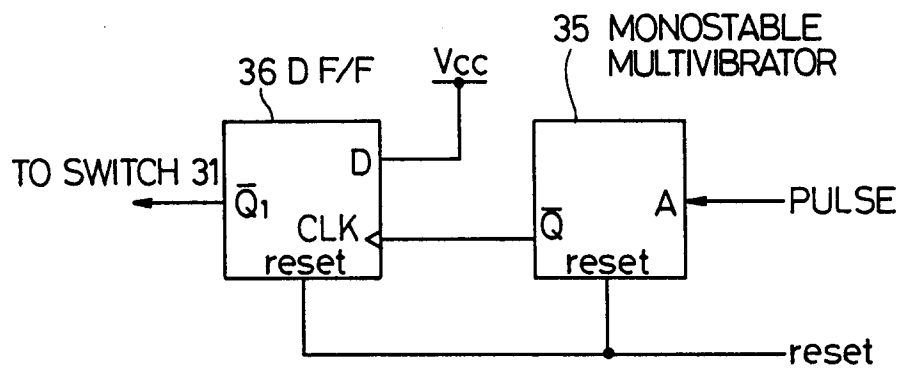 35 MONOSTABLE
MULTIVIBRATOR
36 D F/F
Vcc
TO SWITCH 31
D
Q̅1
A
PULSE
CLK
Q̅
reset
reset
reset